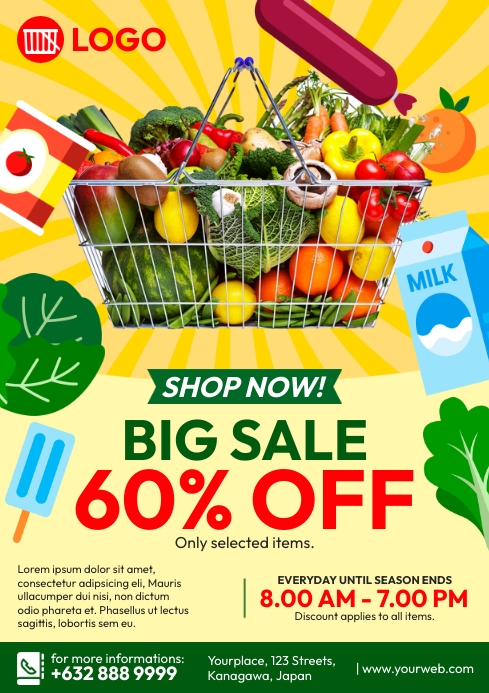 LOGO
MILK
SHOP NOW!
BIG SALE
60% OFF
Only selected items.
Lorem ipsum dolor sit amet,
consectetur adipisicing eli, Mauris
ullacumper dui nisi, non dictum
odio phareta et. Phasellus ut lectus
sagittis, lobortis sem eu.
EVERYDAY UNTIL SEASON ENDS
8.00 AM - 7.00 PM
Discount applies to all items.
for more informations:
+632 888 9999
Yourplace, 123 Streets,
Kanagawa, Japan
| www.yourweb.com